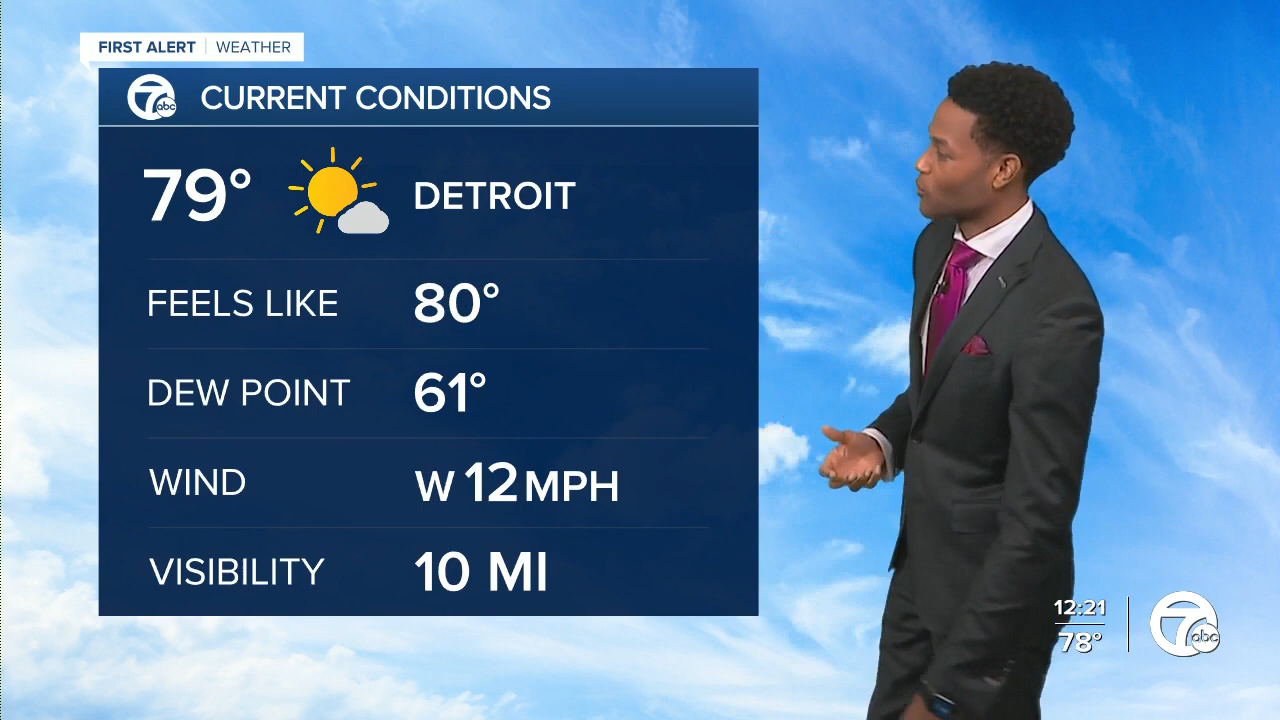 FIRST ALERT | WEATHER
7abc CURRENT CONDITIONS
79° DETROIT
FEELS LIKE 80°
DEW POINT 61°
WIND W 12 MPH
VISIBILITY 10 MI
12:21
78°
7abc